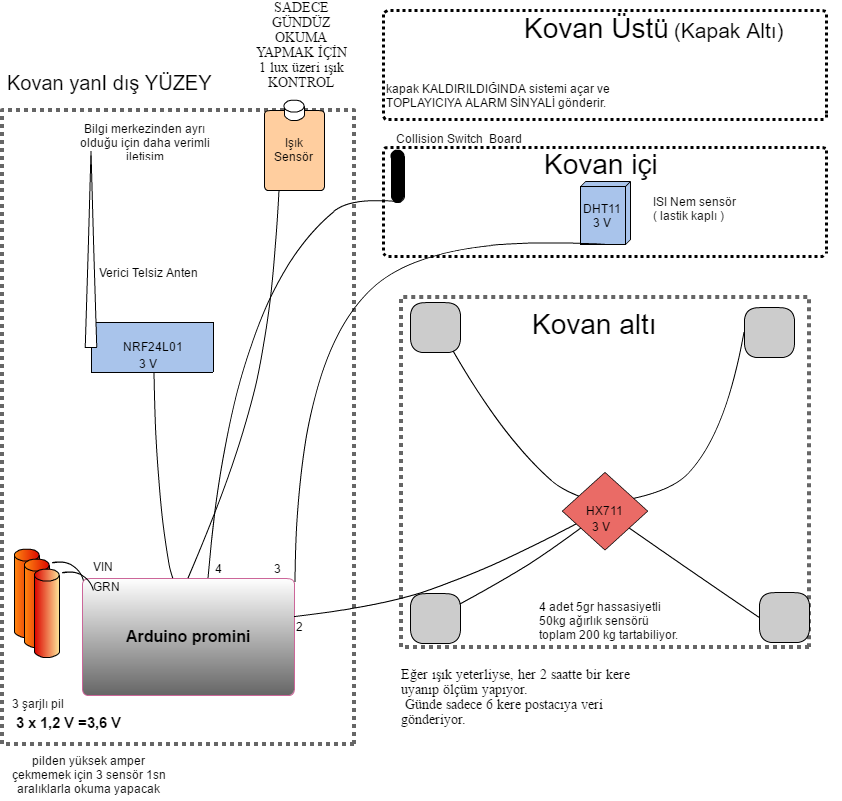 SADECE
GÜNDÜZ
OKUMA
YAPMAK İÇİN
1 lux üzeri ışık
KONTROL
Kovan Üstü (Kapak Altı)
kapak KALDIRILDIĞINDA sistemi açar ve
TOPLAYICIYA ALARM SİNYALİ gönderir.
Kovan yanI dış YÜZEY
Bilgi merkezinden ayrı
olduğu için daha verimli
iletişim
Işık
Sensör
Collision Switch Board
Kovan içi
DHT11
3 V
ISI Nem sensör
( lastik kaplı )
Verici Telsiz Anten
NRF24L01
3 V
Kovan altı
HX711
3 V
4 adet 5gr hassasiyetli
50kg ağırlık sensörü
toplam 200 kg tartabiliyor.
VIN
GRN
4
3
2
Arduino promini
3 şarjlı pil
3 x 1,2 V =3,6 V
Eğer ışık yeterliyse, her 2 saatte bir kere
uyanıp ölçüm yapıyor.
Günde sadece 6 kere postacıya veri
gönderiyor.
pilden yüksek amper
çekmemek için 3 sensör 1sn
aralıklarla okuma yapacak